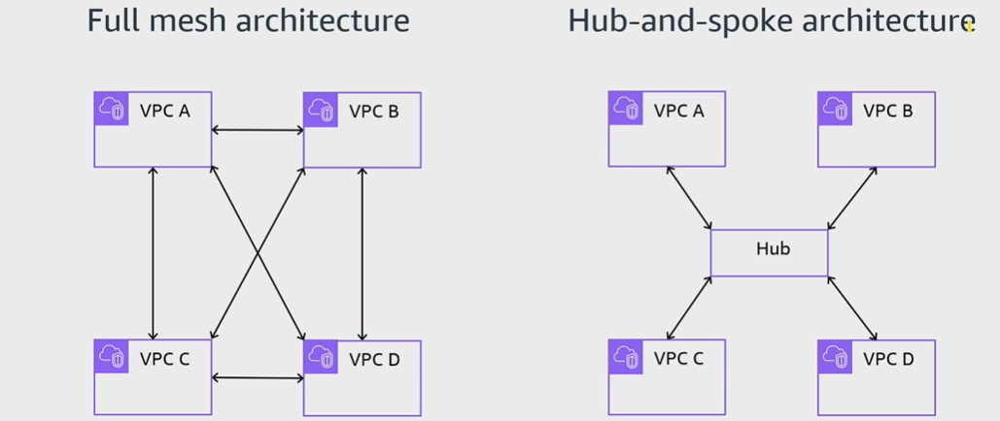 Full mesh architecture
Hub-and-spoke architecture
VPC A
VPC B
VPC A
VPC B
Hub
VPC C
VPC D
VPC C
VPC D